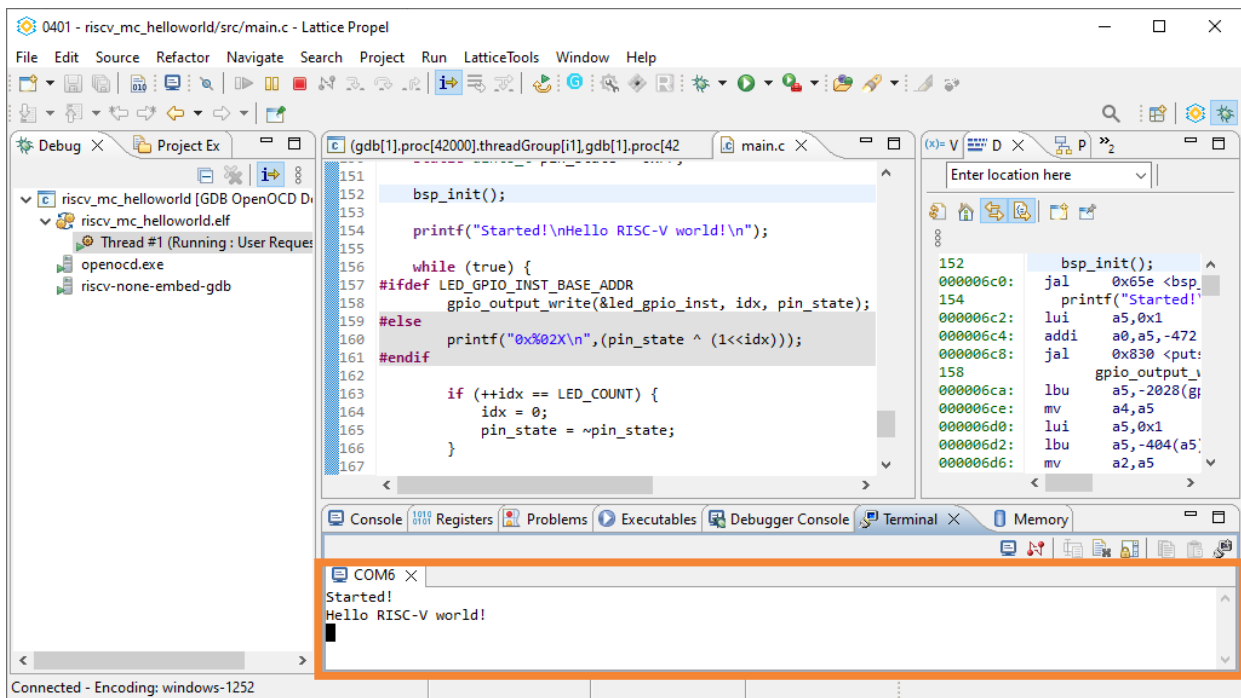 0401 - riscv_mc_helloworld/src/main.c - Lattice Propel
File Edit Source Refactor Navigate Search Project Run LatticeTools Window Help
Debug
Project Ex
riscv_mc_helloworld [GDB OpenOCD D
riscv_mc_helloworld.elf
Thread #1 (Running : User Reques
openocd.exe
riscv-none-embed-gdb
(gdb[1].proc[42000].threadGroup[i1],gdb[1].proc[42
main.c
151
152 bsp_init();
153
154 printf("Started!\nHello RISC-V world!\n");
155
156 while (true) {
157 #ifdef LED_GPIO_INST_BASE_ADDR
158 gpio_output_write(&led_gpio_inst, idx, pin_state);
159 #else
160 printf("0x%02X\n",(pin_state ^ (1<<idx)));
161 #endif
162
163 if (++idx == LED_COUNT) {
164 idx = 0;
165 pin_state = ~pin_state;
166 }
167
(x)= V
D
P
»2
Enter location here
152 bsp_init();
000006c0: jal 0x65e <bsp_
154 printf("Started!
000006c2: lui a5,0x1
000006c4: addi a0,a5,-472
000006c8: jal 0x830 <puts
158 gpio_output_w
000006ca: lbu a5,-2028(gp
000006ce: mv a4,a5
000006d0: lui a5,0x1
000006d2: lbu a5,-404(a5)
000006d6: mv a2,a5
Console
Registers
Problems
Executables
Debugger Console
Terminal
Memory
COM6
Started!
Hello RISC-V world!
Connected - Encoding: windows-1252